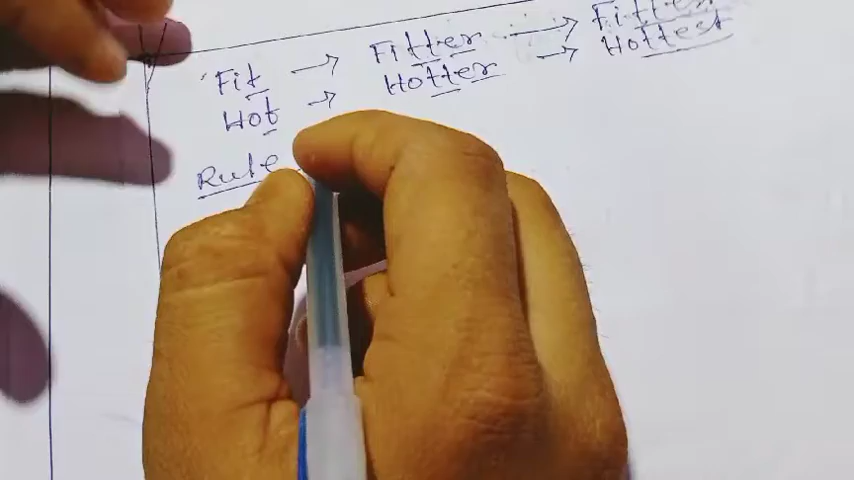 Fit → Fitter → Fittest
Hot → Hotter → Hottest
Rule